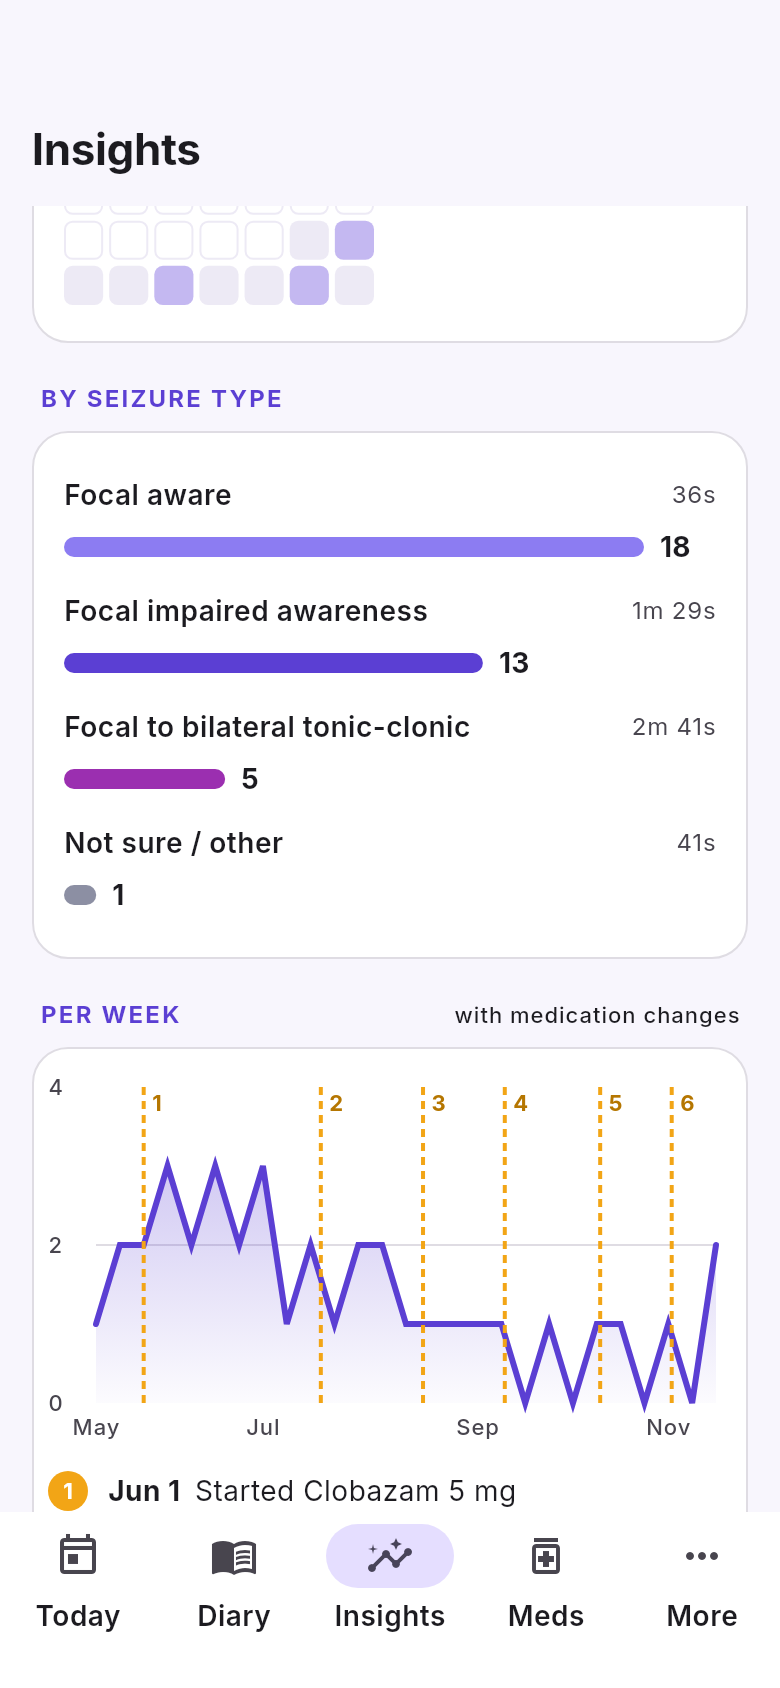 Insights
BY SEIZURE TYPE
Focal aware 36s
18
Focal impaired awareness 1m 29s
13
Focal to bilateral tonic-clonic 2m 41s
5
Not sure / other 41s
1
PER WEEK with medication changes
4
1 2 3 4 5 6
2
0
May Jul Sep Nov
1 Jun 1 Started Clobazam 5 mg
Today Diary Insights Meds More